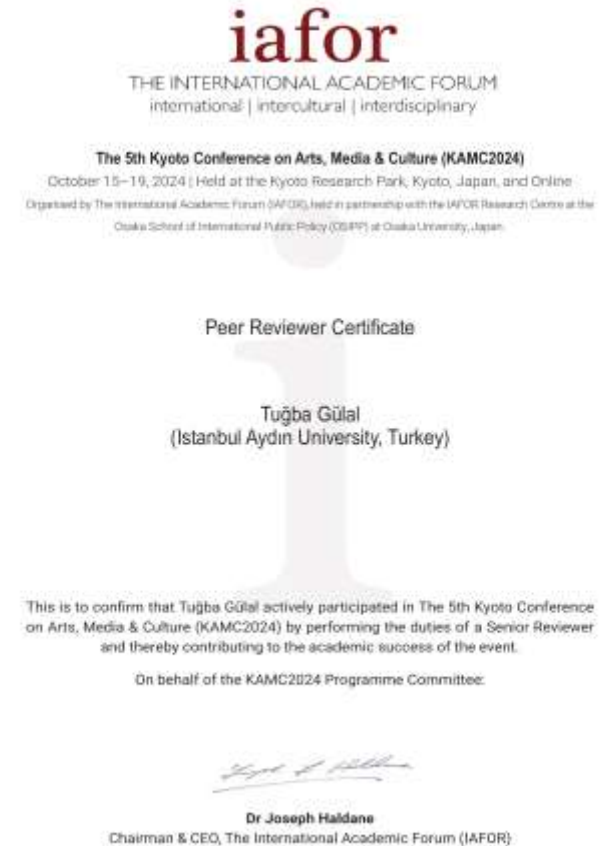 iafor
THE INTERNATIONAL ACADEMIC FORUM
international | intercultural | interdisciplinary
The 5th Kyoto Conference on Arts, Media & Culture (KAMC2024)
October 15–19, 2024 | Held at the Kyoto Research Park, Kyoto, Japan, and Online
Organised by The International Academic Forum (IAFOR), held in partnership with the IAFOR Research Centre at the
Osaka School of International Public Policy (OSIPP) at Osaka University, Japan.
Peer Reviewer Certificate
Tuğba Gülal
(Istanbul Aydın University, Turkey)
This is to confirm that Tuğba Gülal actively participated in The 5th Kyoto Conference
on Arts, Media & Culture (KAMC2024) by performing the duties of a Senior Reviewer
and thereby contributing to the academic success of the event.
On behalf of the KAMC2024 Programme Committee:
Dr Joseph Haldane
Chairman & CEO, The International Academic Forum (IAFOR)